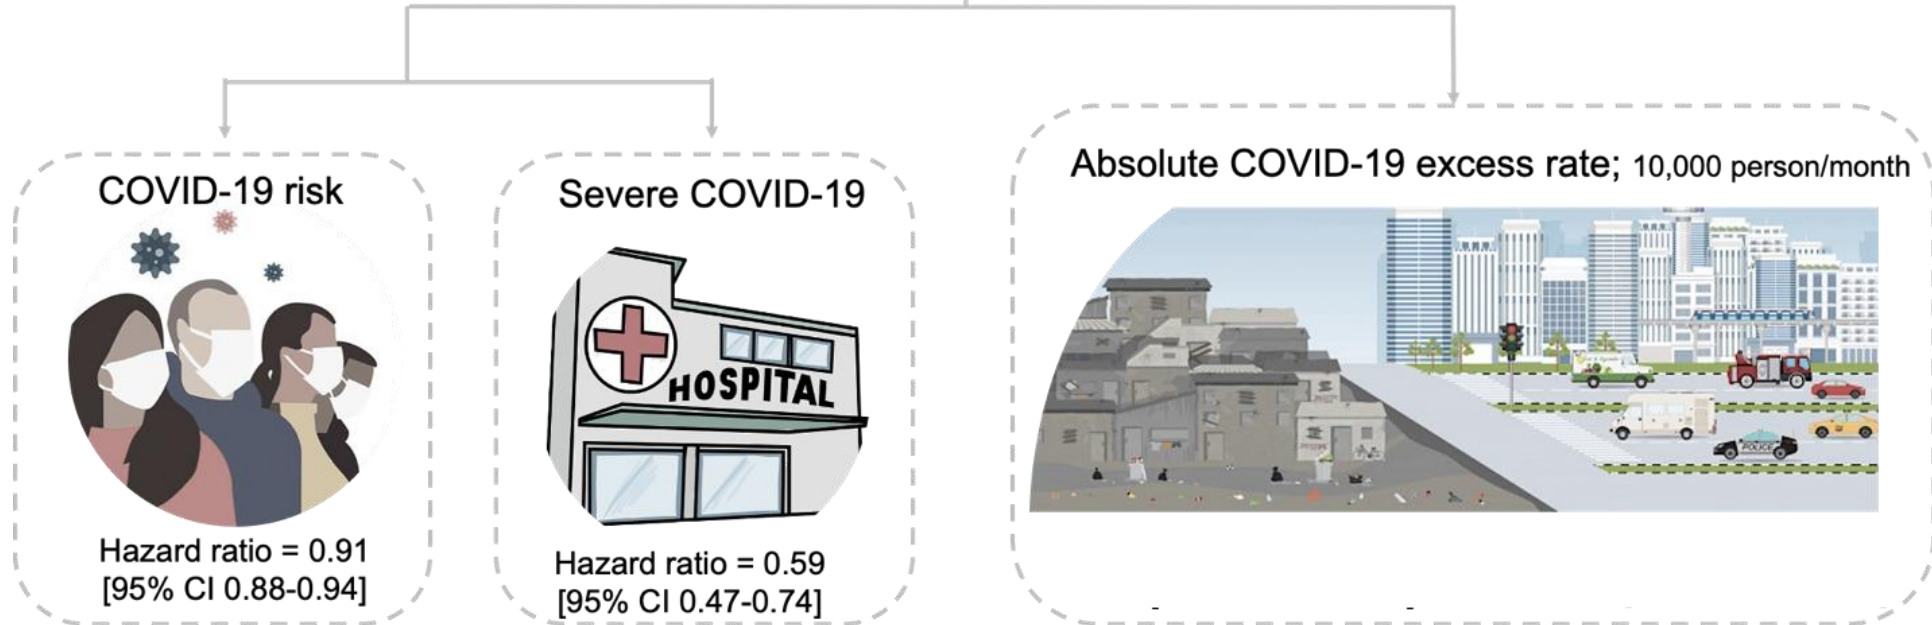 COVID-19 risk
Hazard ratio = 0.91
[95% CI 0.88-0.94]
Severe COVID-19
HOSPITAL
Hazard ratio = 0.59
[95% CI 0.47-0.74]
Absolute COVID-19 excess rate; 10,000 person/month
POLICE